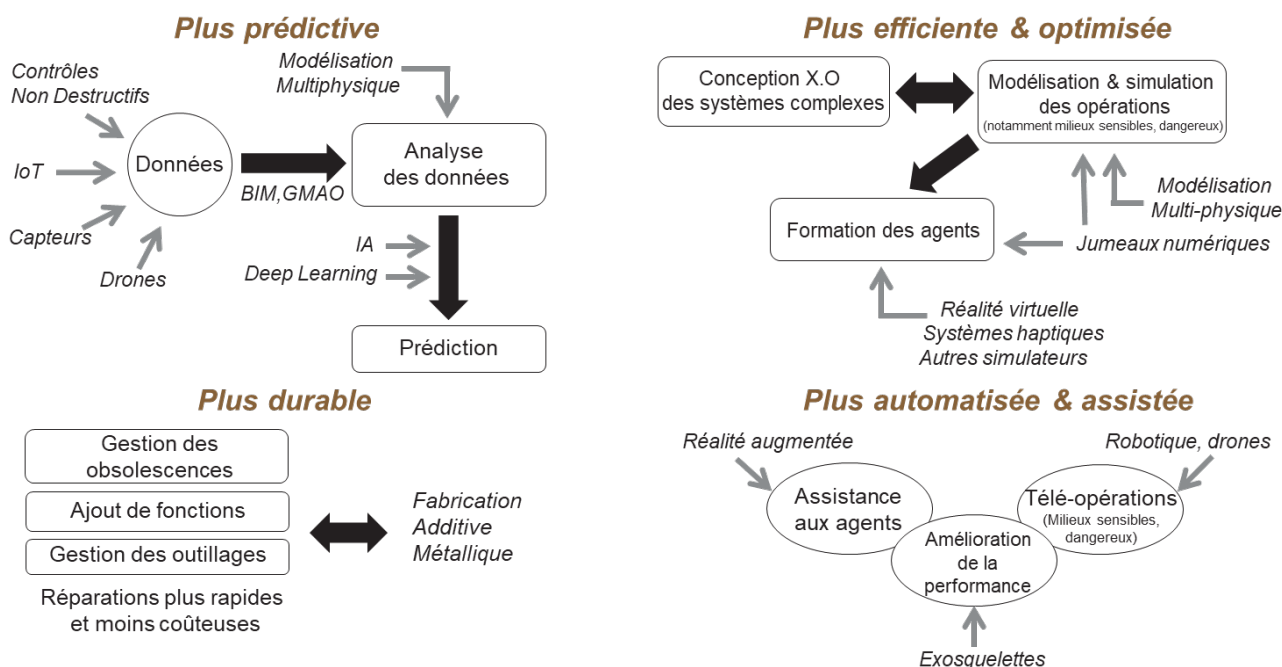 Plus prédictive
Contrôles
Non Destructifs
Modélisation
Multiphysique
Données
IoT
BIM,GMAO
Analyse
des données
Capteurs
Drones
IA
Deep Learning
Prédiction
Plus efficiente & optimisée
Conception X.O
des systèmes complexes
Modélisation & simulation
des opérations
(notamment milieux sensibles, dangereux)
Formation des agents
Modélisation
Multi-physique
Jumeaux numériques
Réalité virtuelle
Systèmes haptiques
Autres simulateurs
Plus durable
Gestion des
obsolescences
Ajout de fonctions
Gestion des outillages
Réparations plus rapides
et moins coûteuses
Fabrication
Additive
Métallique
Plus automatisée & assistée
Réalité augmentée
Robotique, drones
Assistance
aux agents
Télé-opérations
(Milieux sensibles,
dangereux)
Amélioration
de la
performance
Exosquelettes